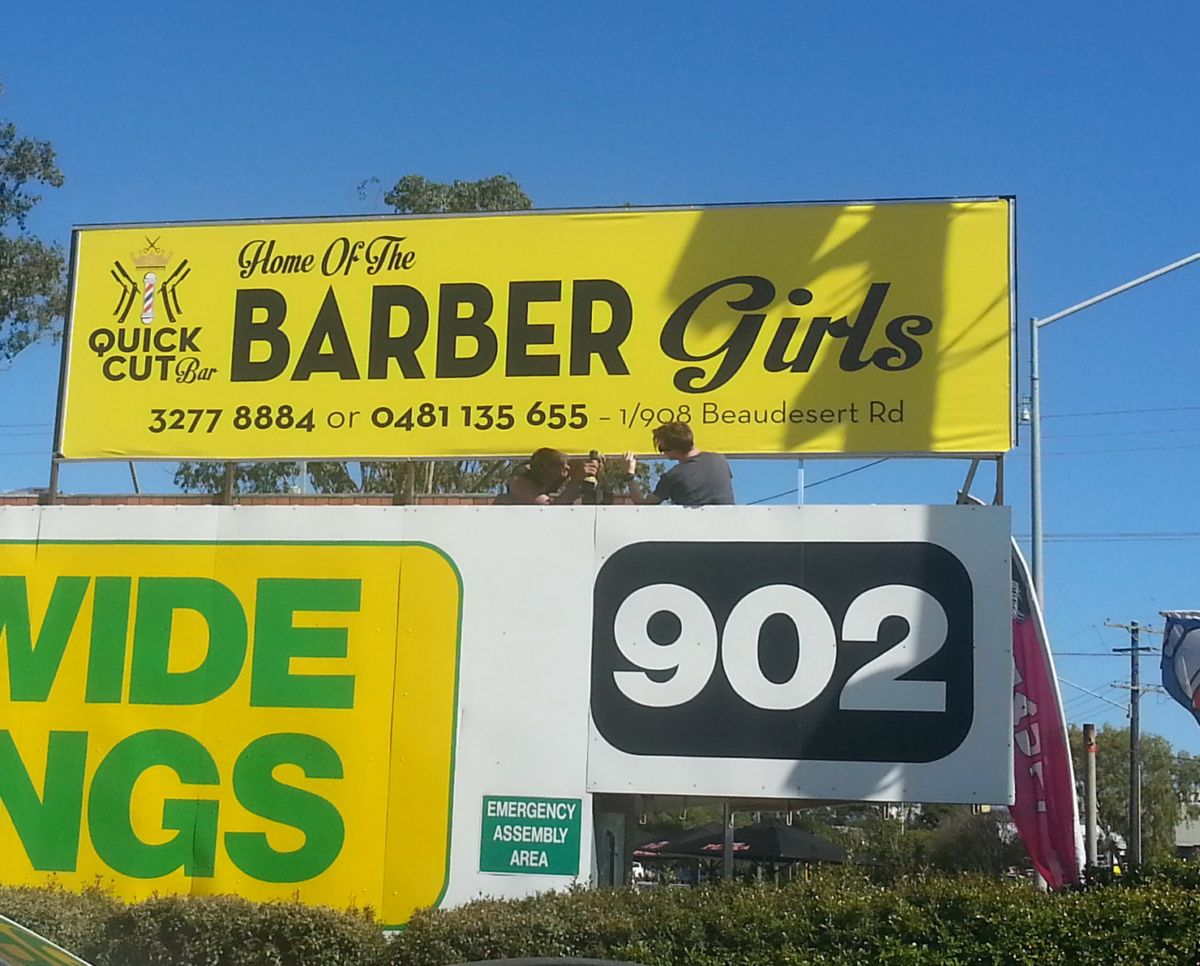 Home Of The
BARBER Girls
QUICK
CUT Bar
3277 8884 or 0481 135 655 – 1/908 Beaudesert Rd
WIDE
NGS
902
EMERGENCY
ASSEMBLY
AREA